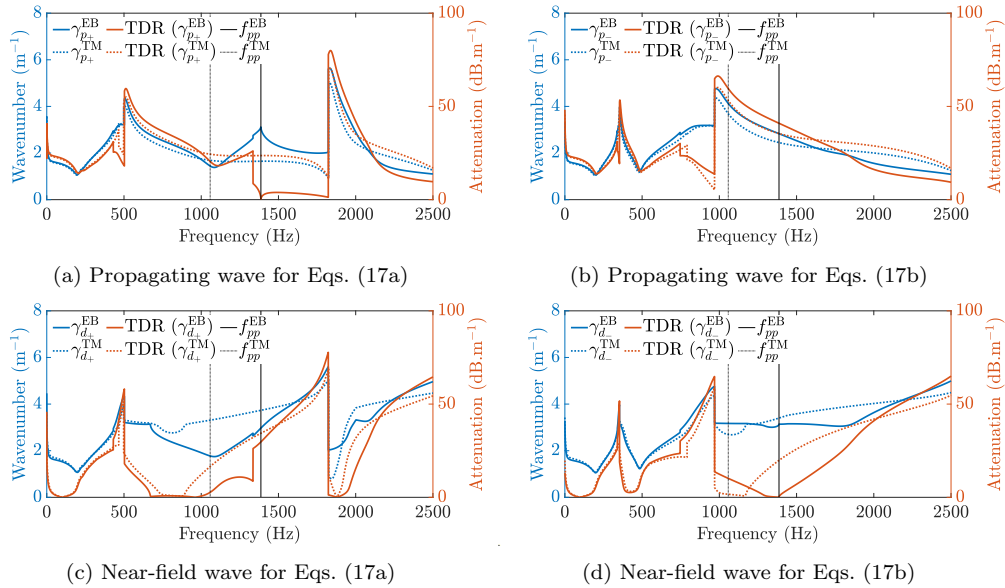 γ_{p+}^{EB} TDR (γ_{p+}^{EB}) f_{pp}^{EB}
γ_{p+}^{TM} TDR (γ_{p+}^{TM}) f_{pp}^{TM}
Wavenumber (m⁻¹)
8
6
4
2
0
100
50
0
Attenuation (dB.m⁻¹)
0 500 1000 1500 2000 2500
Frequency (Hz)
(a) Propagating wave for Eqs. (17a)
γ_{p−}^{EB} TDR (γ_{p−}^{EB}) f_{pp}^{EB}
γ_{p−}^{TM} TDR (γ_{p−}^{TM}) f_{pp}^{TM}
Wavenumber (m⁻¹)
8
6
4
2
0
100
50
0
Attenuation (dB.m⁻¹)
0 500 1000 1500 2000 2500
Frequency (Hz)
(b) Propagating wave for Eqs. (17b)
γ_{d+}^{EB} TDR (γ_{d+}^{EB}) f_{pp}^{EB}
γ_{d+}^{TM} TDR (γ_{d+}^{TM}) f_{pp}^{TM}
Wavenumber (m⁻¹)
8
6
4
2
0
100
50
0
Attenuation (dB.m⁻¹)
0 500 1000 1500 2000 2500
Frequency (Hz)
(c) Near-field wave for Eqs. (17a)
γ_{d−}^{EB} TDR (γ_{d−}^{EB}) f_{pp}^{EB}
γ_{d−}^{TM} TDR (γ_{d−}^{TM}) f_{pp}^{TM}
Wavenumber (m⁻¹)
8
6
4
2
0
100
50
0
Attenuation (dB.m⁻¹)
0 500 1000 1500 2000 2500
Frequency (Hz)
(d) Near-field wave for Eqs. (17b)